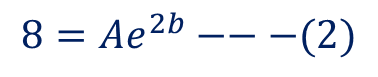 8 = Ae^{2b} −− −(2)